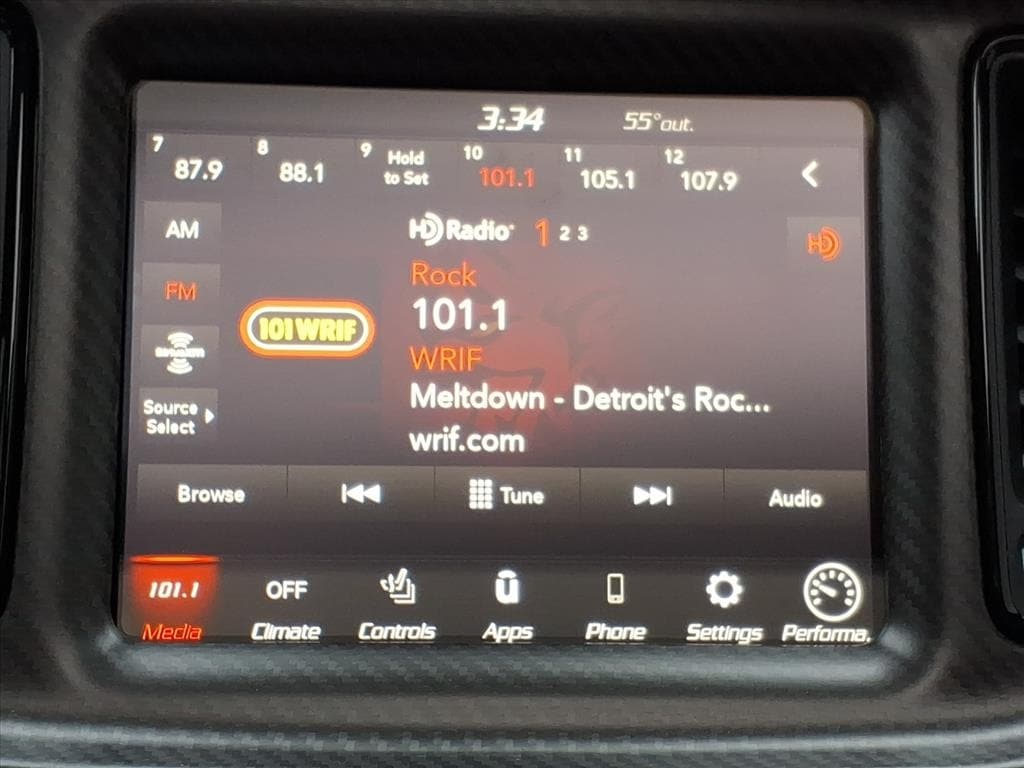 3:34 55°out.
7 87.9 8 88.1 9 Hold to Set 10 101.1 11 105.1 12 107.9
AM
HD Radio 1 2 3
HD
FM
Rock
101.1
101 WRIF
WRIF
siriusxm
Meltdown - Detroit's Roc...
Source
Select
wrif.com
Browse Tune Audio
101.1 OFF u
Media Climate Controls Apps Phone Settings Performa.